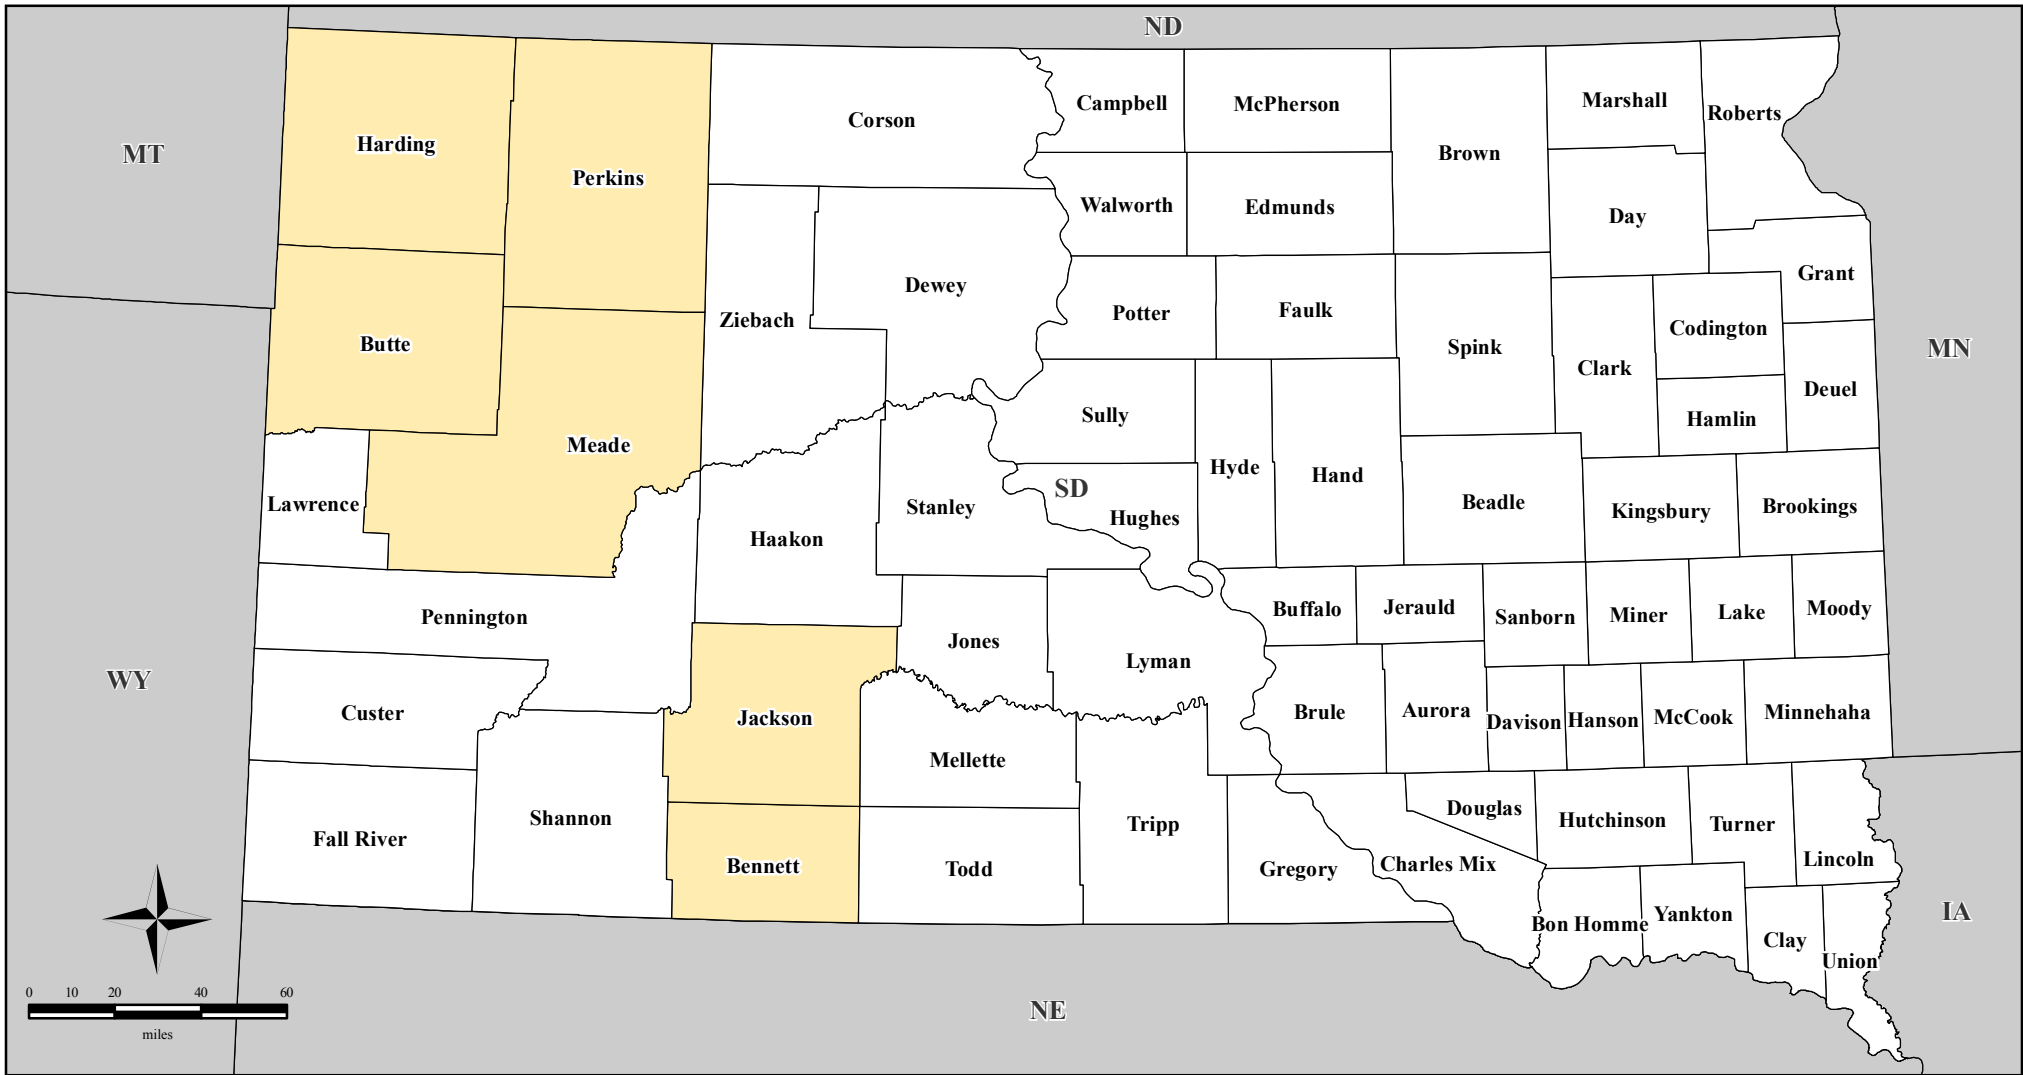 ND
MT
Harding
Perkins
Corson
Campbell
McPherson
Brown
Marshall
Roberts
Walworth
Edmunds
Day
Butte
Meade
Ziebach
Dewey
Potter
Faulk
Spink
Clark
Codington
Grant
Hamlin
Deuel
MN
Lawrence
Sully
Hyde
Hand
Beadle
Kingsbury
Brookings
Haakon
Stanley
SD
Hughes
WY
Pennington
Jones
Lyman
Buffalo
Jerauld
Sanborn
Miner
Lake
Moody
Custer
Jackson
Mellette
Brule
Aurora
Davison
Hanson
McCook
Minnehaha
Fall River
Shannon
Bennett
Todd
Tripp
Gregory
Charles Mix
Douglas
Hutchinson
Turner
Lincoln
Bon Homme
Yankton
Clay
Union
IA
NE
0 10 20 40 60
miles